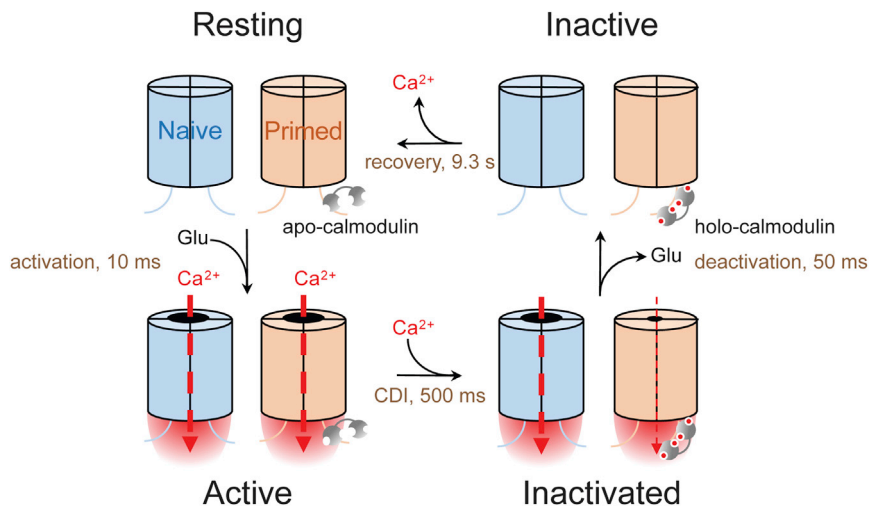 Resting
Inactive
Ca²⁺
Naive
Primed
recovery, 9.3 s
apo-calmodulin
holo-calmodulin
Glu
activation, 10 ms
Ca²⁺
Ca²⁺
Ca²⁺
CDI, 500 ms
Glu
deactivation, 50 ms
Active
Inactivated